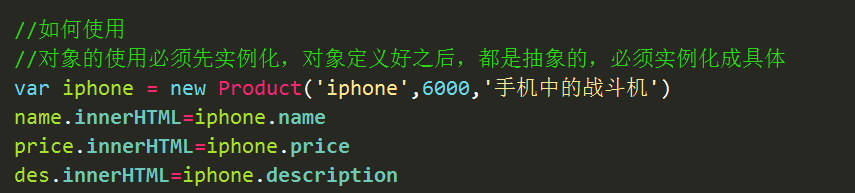 //如何使用
//对象的使用必须先实例化，对象定义好之后，都是抽象的，必须实例化成具体
var iphone = new Product('iphone',6000,'手机中的战斗机')
name.innerHTML=iphone.name
price.innerHTML=iphone.price
des.innerHTML=iphone.description